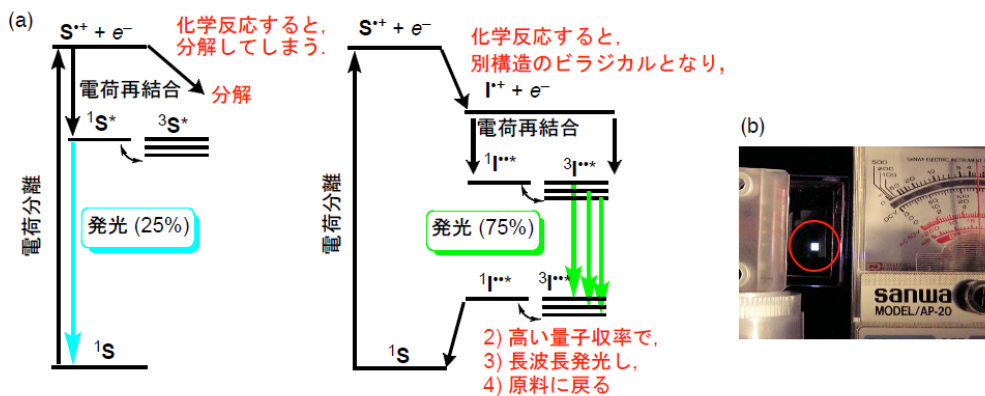 (a)
S•+ + e−
化学反応すると,
分解してしまう.
分解
電荷再結合
1S*
3S*
電荷分離
発光 (25%)
1S
S•+ + e−
化学反応すると,
別構造のビラジカルとなり,
I•+ + e−
電荷再結合
1I••*
3I••*
電荷分離
発光 (75%)
1I••*
3I••*
1S
2) 高い量子収率で,
3) 長波長発光し,
4) 原料に戻る
(b)
SANWA ELECTRIC INSTRUMENT
DCV
sanwa
MODEL/AP-20